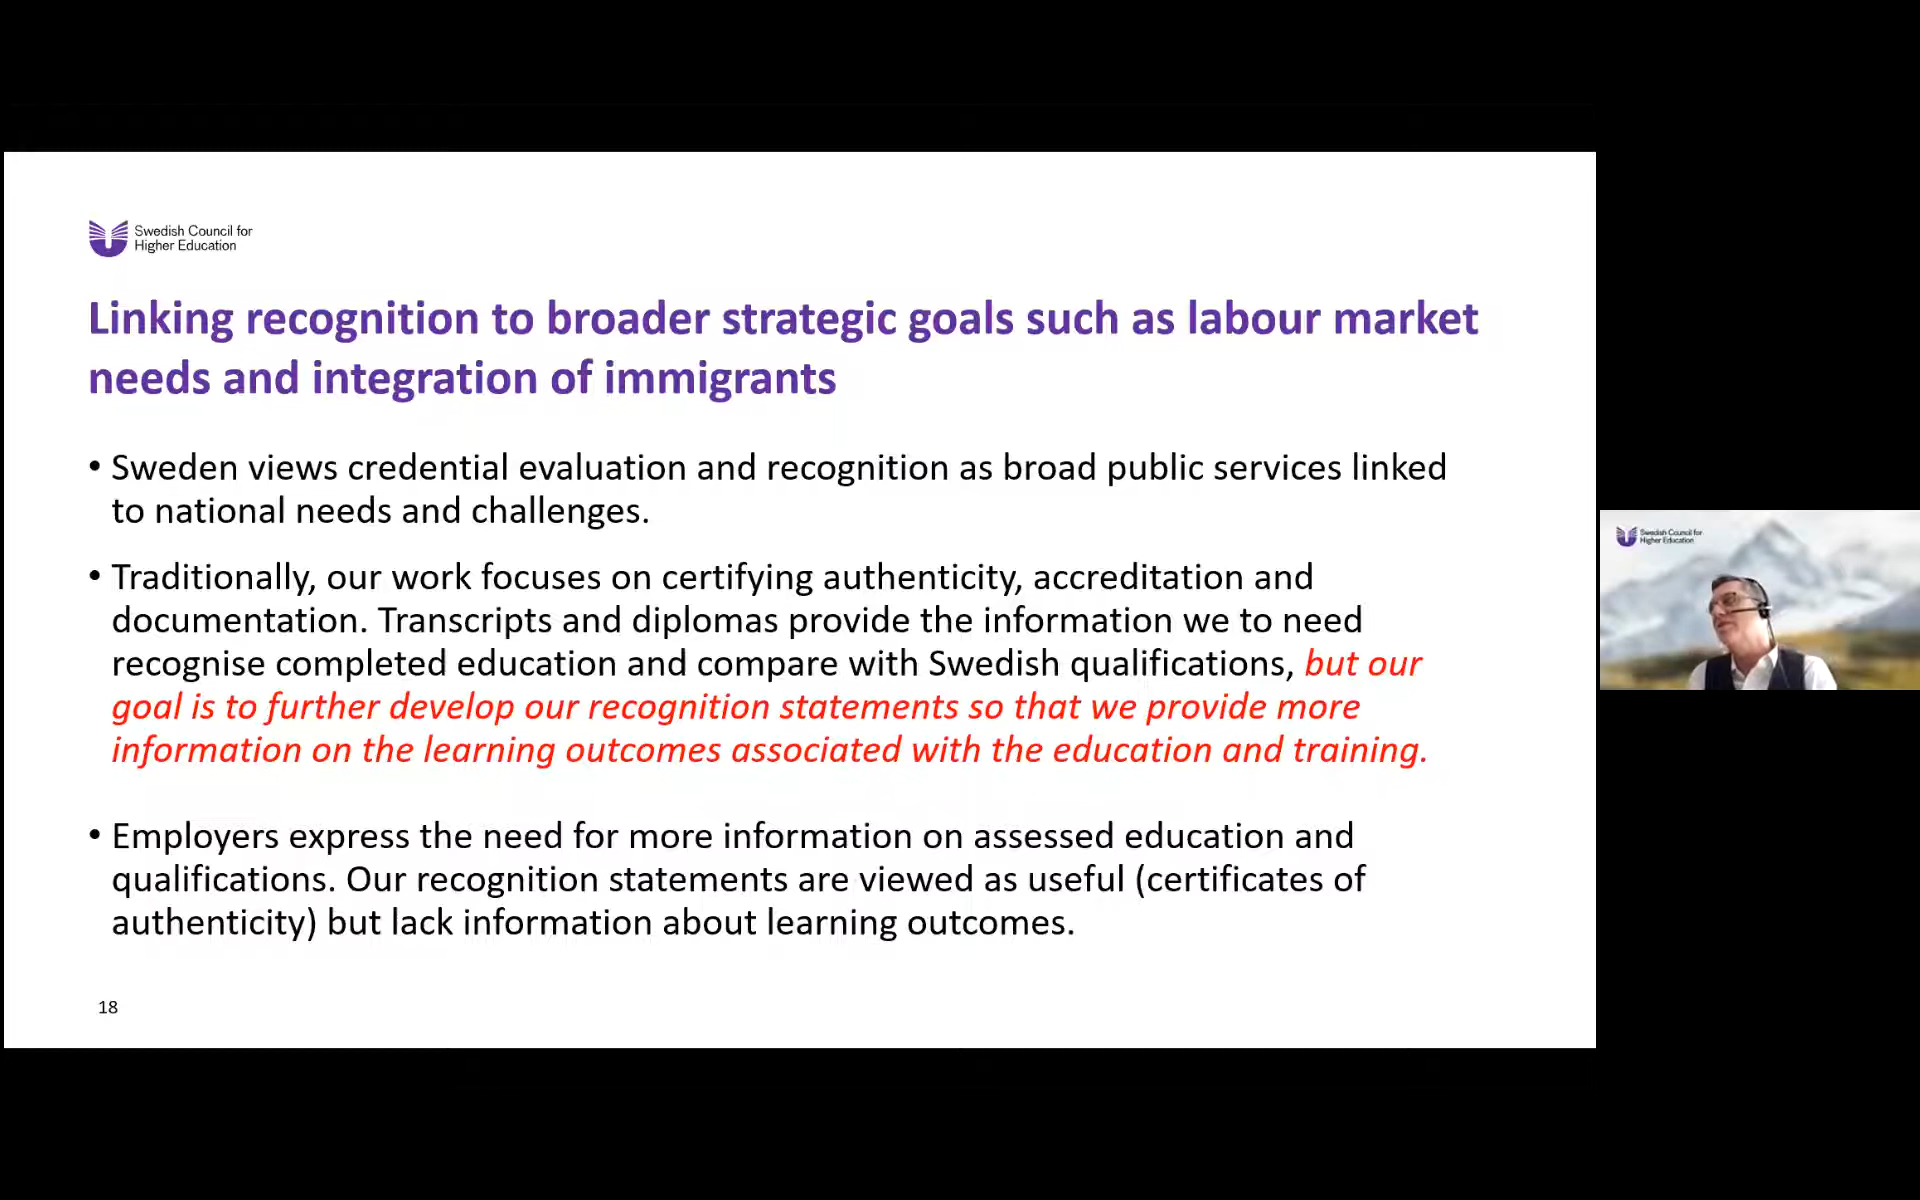 Swedish Council for
Higher Education
Linking recognition to broader strategic goals such as labour market
needs and integration of immigrants
• Sweden views credential evaluation and recognition as broad public services linked
to national needs and challenges.
• Traditionally, our work focuses on certifying authenticity, accreditation and
documentation. Transcripts and diplomas provide the information we to need
recognise completed education and compare with Swedish qualifications, but our
goal is to further develop our recognition statements so that we provide more
information on the learning outcomes associated with the education and training.
• Employers express the need for more information on assessed education and
qualifications. Our recognition statements are viewed as useful (certificates of
authenticity) but lack information about learning outcomes.
18
Swedish Council for
Higher Education